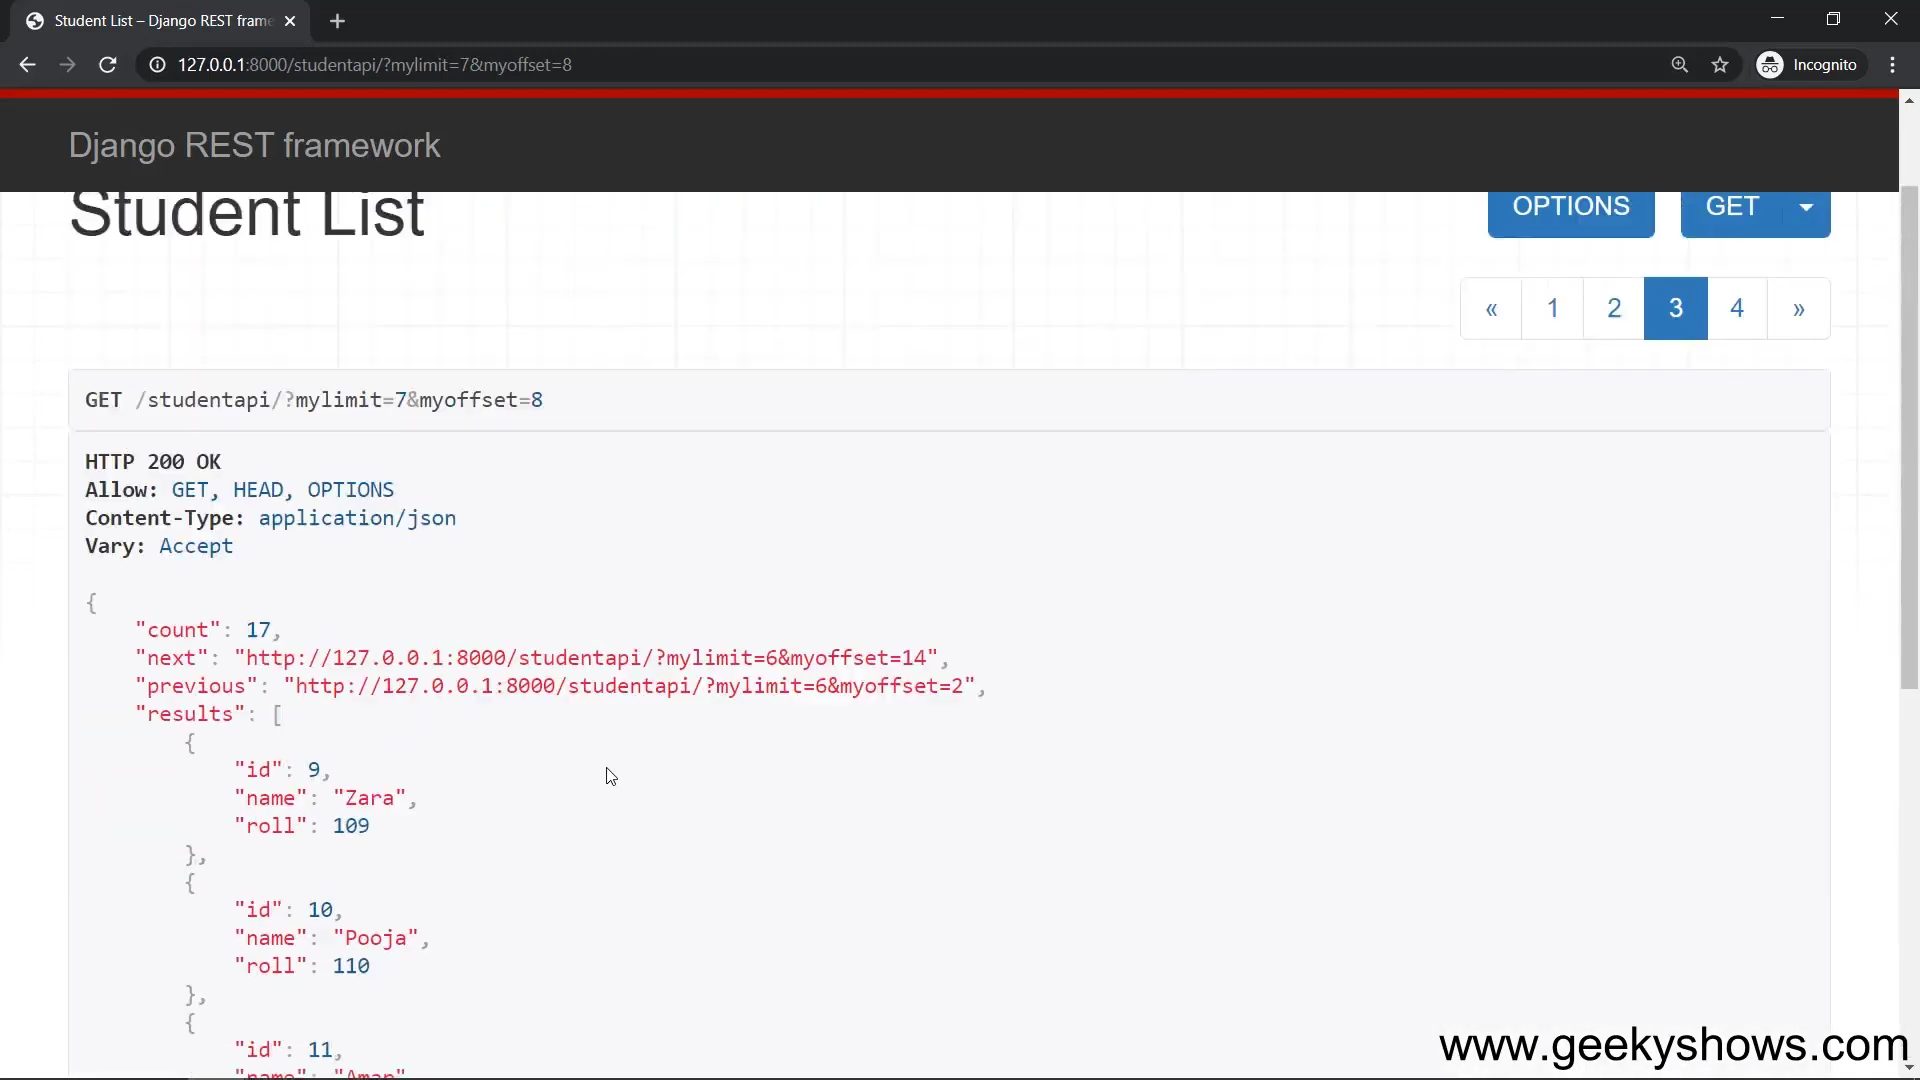 Student List – Django REST frame
127.0.0.1:8000/studentapi/?mylimit=7&myoffset=8
Incognito
Django REST framework
Student List
OPTIONS
GET
« 1 2 3 4 »
GET /studentapi/?mylimit=7&myoffset=8
HTTP 200 OK
Allow: GET, HEAD, OPTIONS
Content-Type: application/json
Vary: Accept
{
"count": 17,
"next": "http://127.0.0.1:8000/studentapi/?mylimit=6&myoffset=14",
"previous": "http://127.0.0.1:8000/studentapi/?mylimit=6&myoffset=2",
"results": [
{
"id": 9,
"name": "Zara",
"roll": 109
},
{
"id": 10,
"name": "Pooja",
"roll": 110
},
{
"id": 11,
"name": "Aman"
www.geekyshows.com